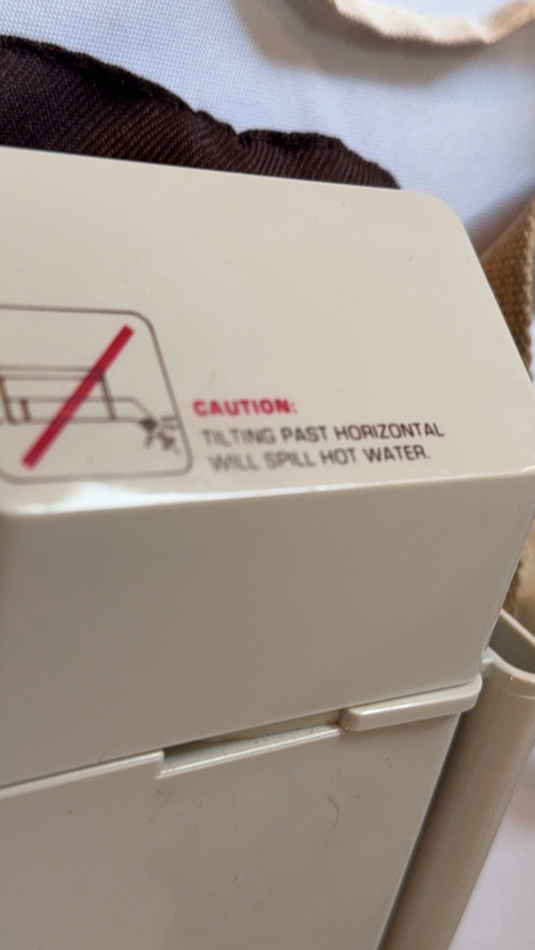 CAUTION:
TILTING PAST HORIZONTAL
WILL SPILL HOT WATER.